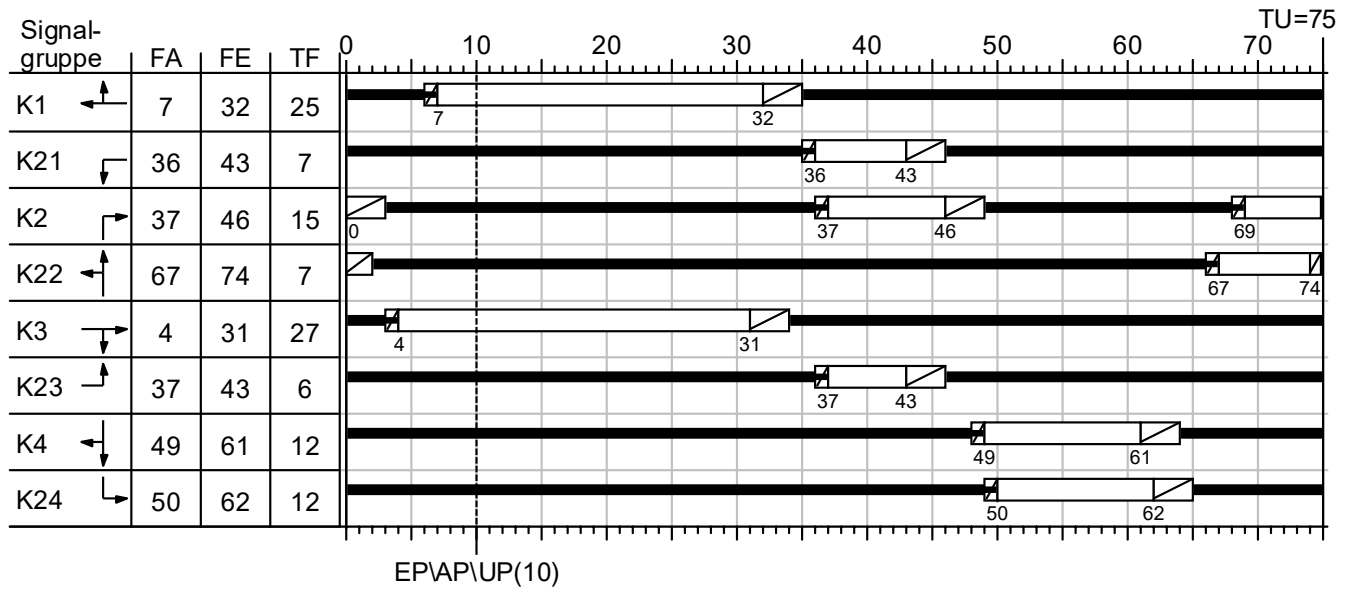 TU=75
Signal-
gruppe FA FE TF 0 10 20 30 40 50 60 70
K1 7 32 25
7 32
K21 36 43 7
36 43
K2 37 46 15
0 37 46 69
K22 67 74 7
67 74
K3 4 31 27
4 31
K23 37 43 6
37 43
K4 49 61 12
49 61
K24 50 62 12
50 62
EP\AP\UP(10)